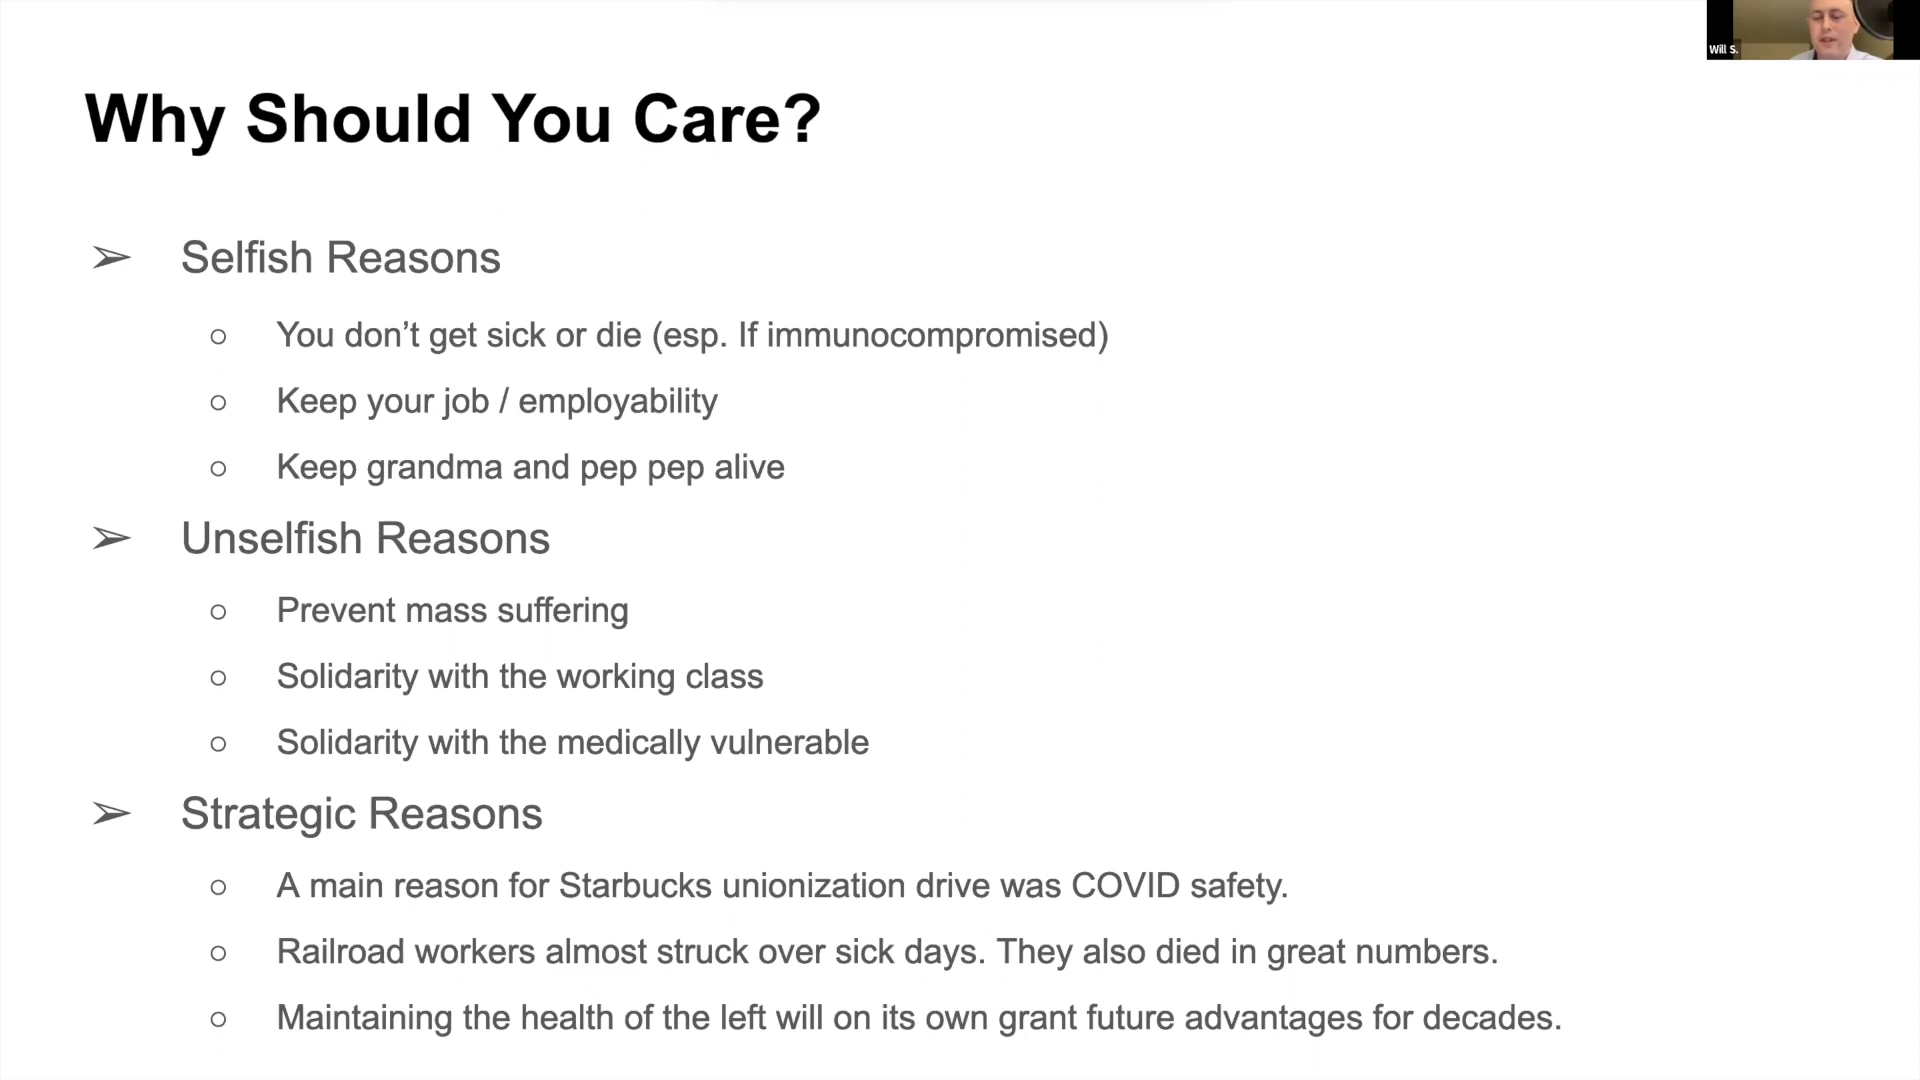 Will S.
Why Should You Care?
➢ Selfish Reasons
○ You don’t get sick or die (esp. If immunocompromised)
○ Keep your job / employability
○ Keep grandma and pep pep alive
➢ Unselfish Reasons
○ Prevent mass suffering
○ Solidarity with the working class
○ Solidarity with the medically vulnerable
➢ Strategic Reasons
○ A main reason for Starbucks unionization drive was COVID safety.
○ Railroad workers almost struck over sick days. They also died in great numbers.
○ Maintaining the health of the left will on its own grant future advantages for decades.